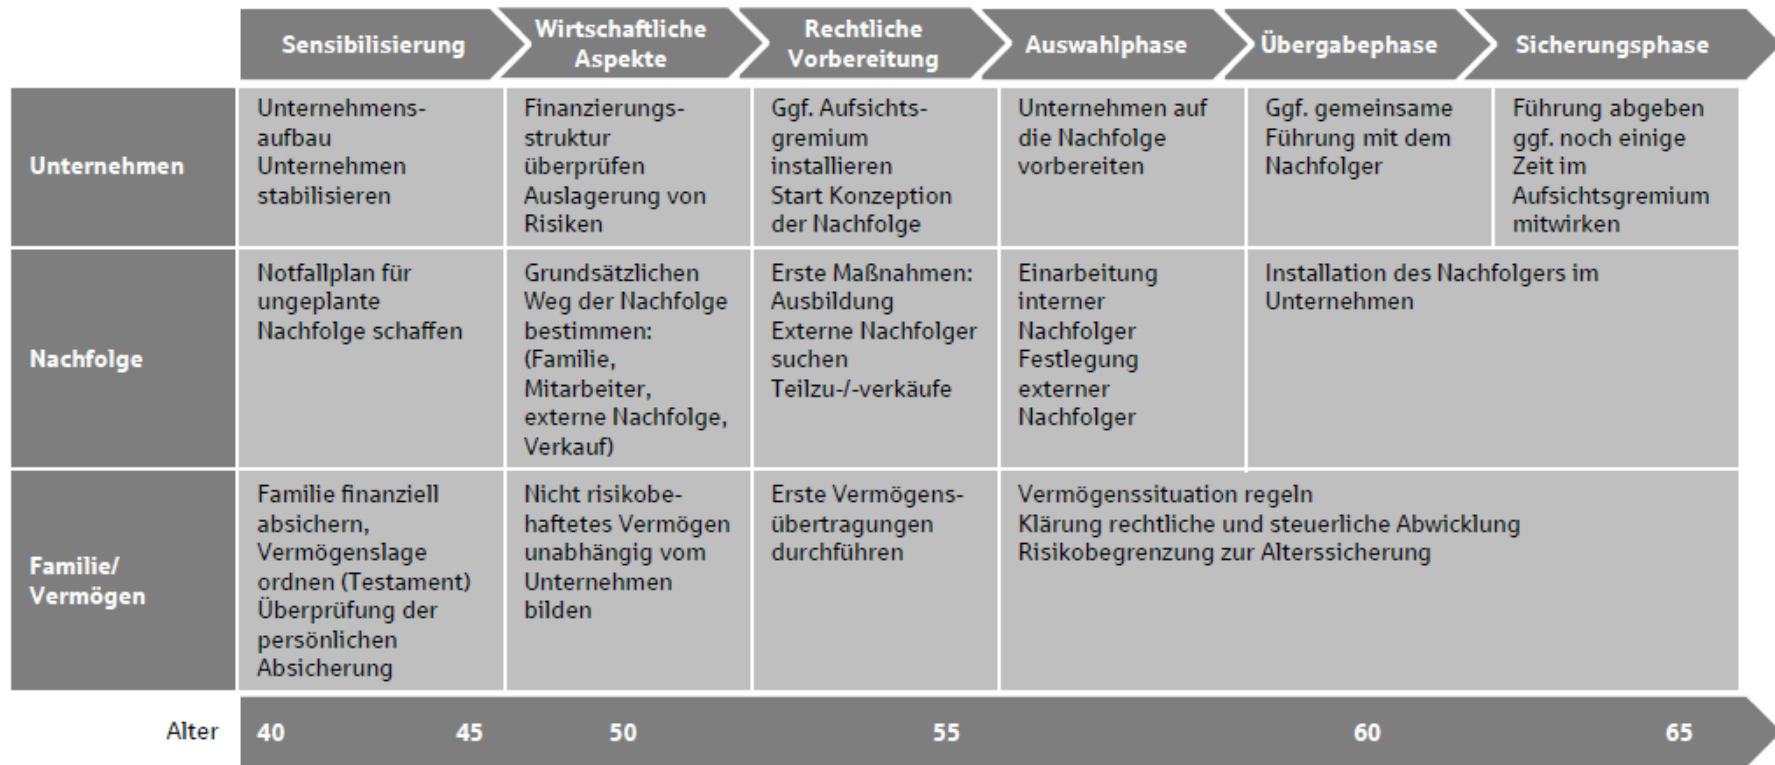 Sensibilisierung
Wirtschaftliche
Aspekte
Rechtliche
Vorbereitung
Auswahlphase
Übergabephase
Sicherungsphase
Unternehmen
Unternehmens-
aufbau
Unternehmen
stabilisieren
Finanzierungs-
struktur
überprüfen
Auslagerung von
Risiken
Ggf. Aufsichts-
gremium
installieren
Start Konzeption
der Nachfolge
Unternehmen auf
die Nachfolge
vorbereiten
Ggf. gemeinsame
Führung mit dem
Nachfolger
Führung abgeben
ggf. noch einige
Zeit im
Aufsichtsgremium
mitwirken
Nachfolge
Notfallplan für
ungeplante
Nachfolge schaffen
Grundsätzlichen
Weg der Nachfolge
bestimmen:
(Familie,
Mitarbeiter,
externe Nachfolge,
Verkauf)
Erste Maßnahmen:
Ausbildung
Externe Nachfolger
suchen
Teilzu-/-verkäufe
Einarbeitung
interner
Nachfolger
Festlegung
externer
Nachfolger
Installation des Nachfolgers im
Unternehmen
Familie/
Vermögen
Familie finanziell
absichern,
Vermögenslage
ordnen (Testament)
Überprüfung der
persönlichen
Absicherung
Nicht risikobe-
haftetes Vermögen
unabhängig vom
Unternehmen
bilden
Erste Vermögens-
übertragungen
durchführen
Vermögenssituation regeln
Klärung rechtliche und steuerliche Abwicklung
Risikobegrenzung zur Alterssicherung
Alter 40 45 50 55 60 65